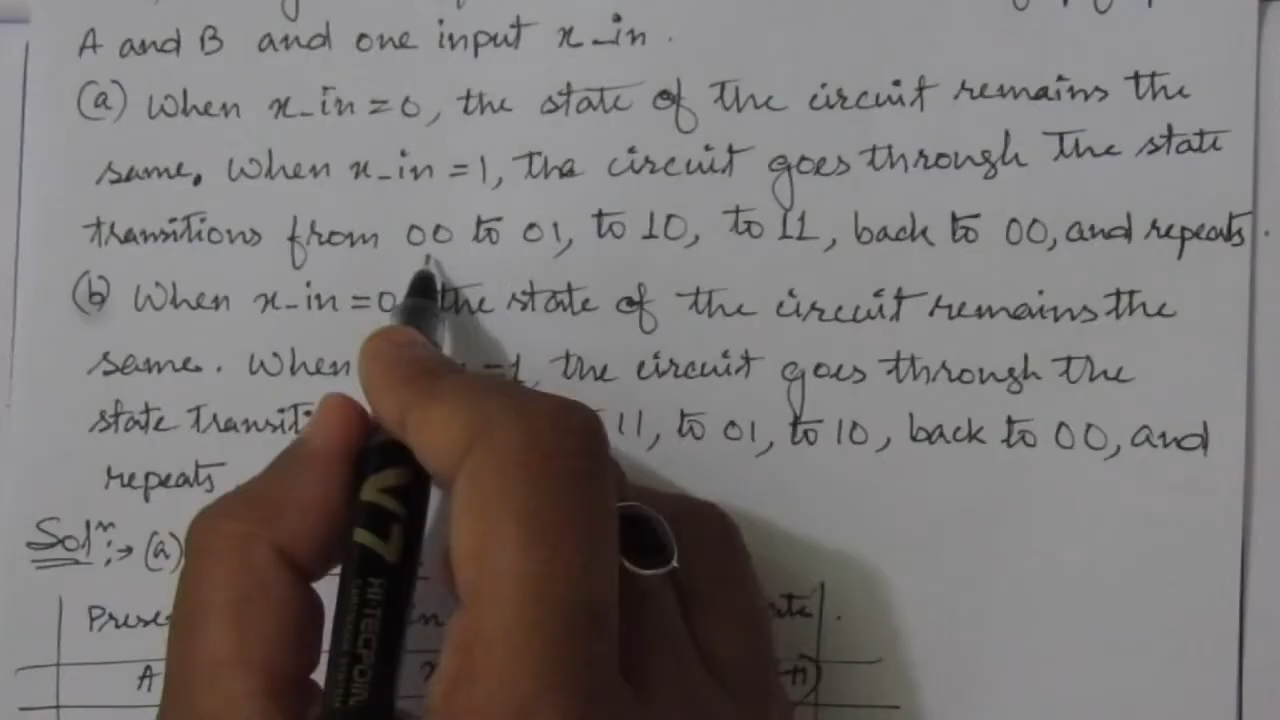 A and B and one input x_in.
(a) When x_in=0, the state of the circuit remains the
same. When x_in=1, the circuit goes through the state
transitions from 00 to 01, to 10, to 11, back to 00, and repeats.
(b) When x_in=0 the state of the circuit remains the
same. When =1, the circuit goes through the
state 11, to 01, to 10, back to 00, and
repeats
Solⁿ :→ (a)
A
V7
HI-TECPOINT